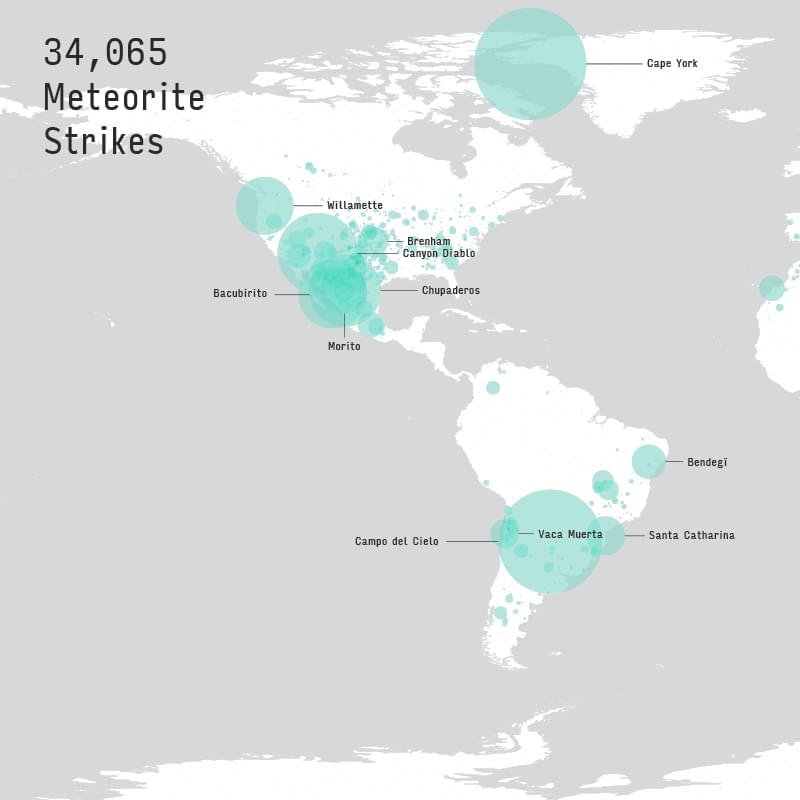 34,065
Meteorite
Strikes
Cape York
Willamette
Brenham
Canyon Diablo
Bacubirito
Chupaderos
Morito
Bendegï
Vaca Muerta
Santa Catharina
Campo del Cielo